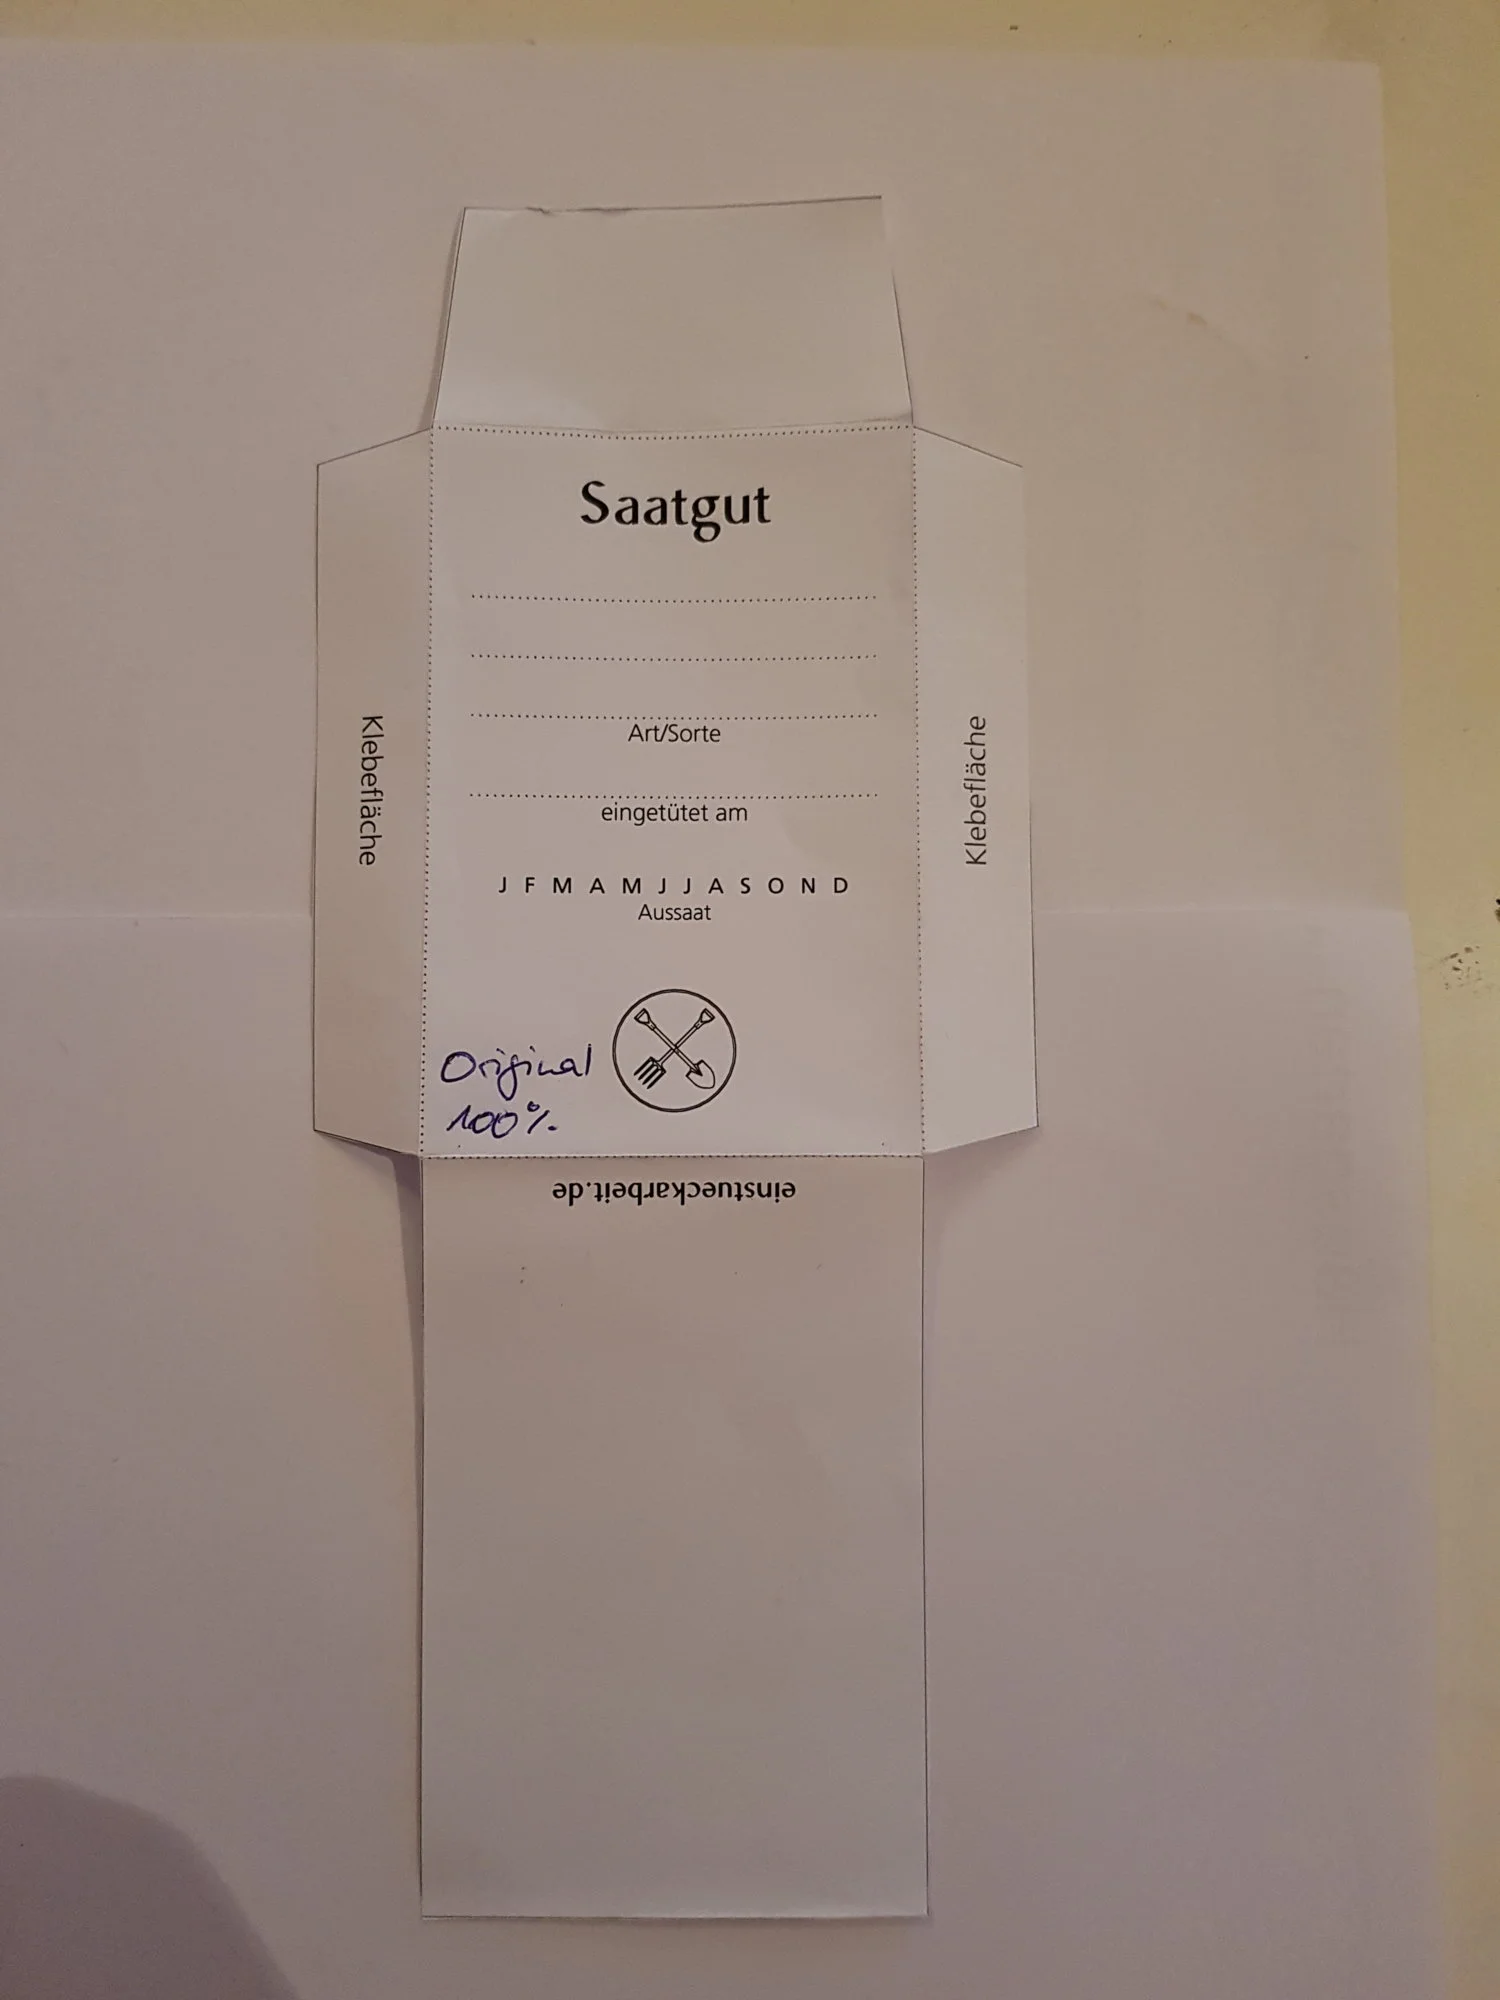 Saatgut
Art/Sorte
eingetütet am
J F M A M J J A S O N D
Aussaat
Klebefläche
Klebefläche
Original
100%
einstueckarbeit.de